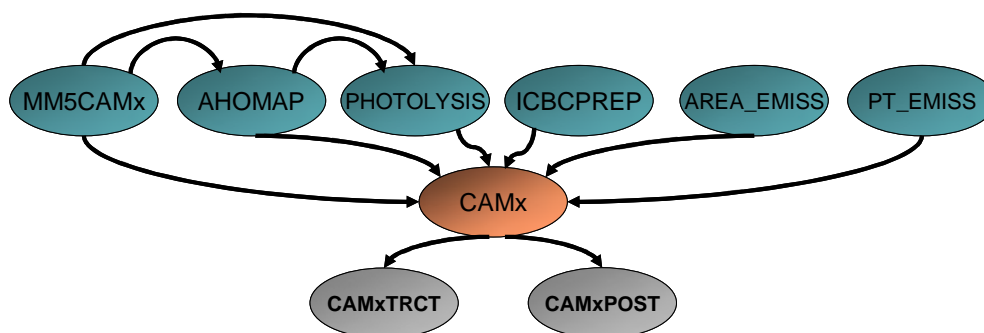 MM5CAMx
AHOMAP
PHOTOLYSIS
ICBCPREP
AREA_EMISS
PT_EMISS
CAMx
CAMxTRCT
CAMxPOST